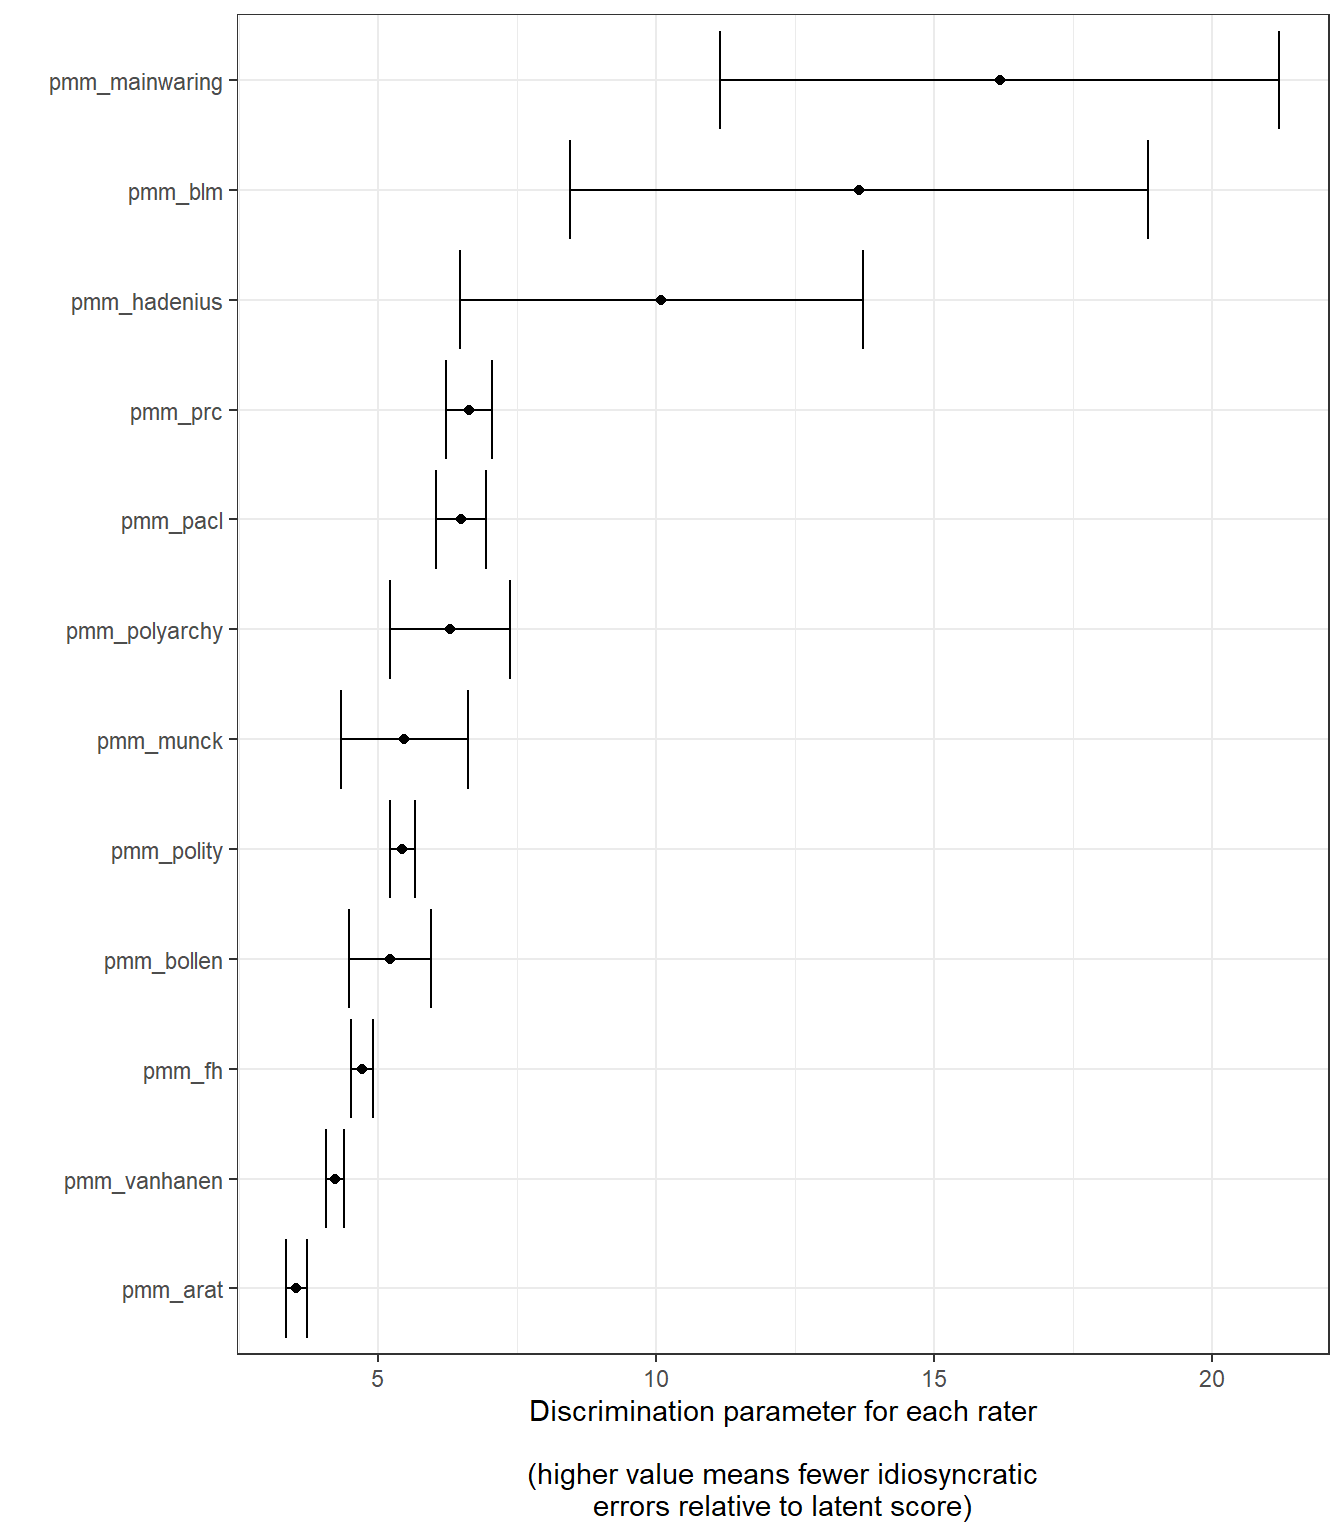 pmm_mainwaring
pmm_blm
pmm_hadenius
pmm_prc
pmm_pacl
pmm_polyarchy
pmm_munck
pmm_polity
pmm_bollen
pmm_fh
pmm_vanhanen
pmm_arat
5 10 15 20
Discrimination parameter for each rater
(higher value means fewer idiosyncratic
errors relative to latent score)